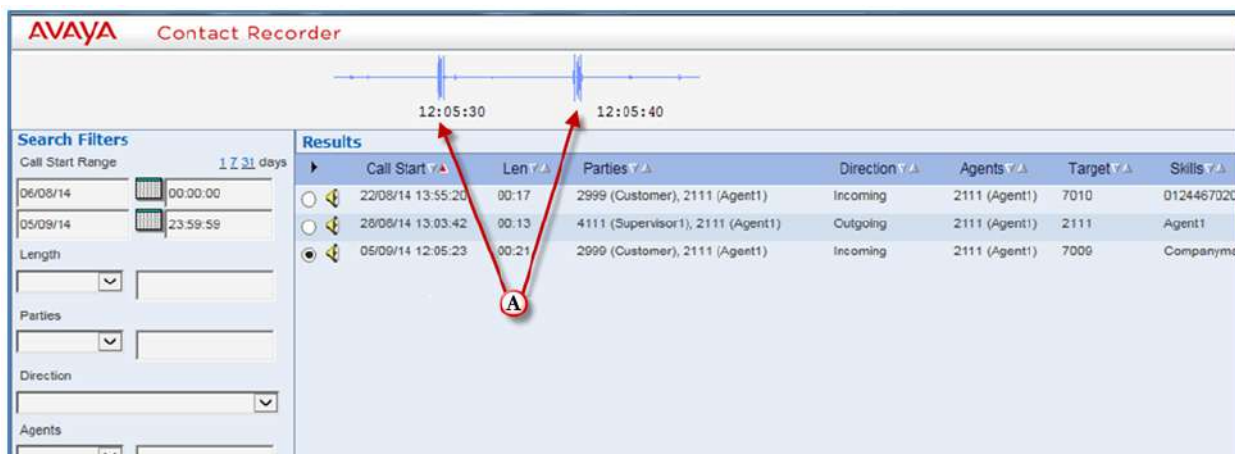 AVAYA Contact Recorder
12:05:30 12:05:40
Search Filters
Call Start Range 1 7 31 days
06/08/14 00:00:00
05/09/14 23:59:59
Length
Parties
Direction
Agents
Results
Call Start Len Parties Direction Agents Target Skills
22/08/14 13:55:20 00:17 2999 (Customer), 2111 (Agent1) Incoming 2111 (Agent1) 7010 0124467020
28/08/14 13:03:42 00:13 4111 (Supervisor1), 2111 (Agent1) Outgoing 2111 (Agent1) 2111 Agent1
05/09/14 12:05:23 00:21 2999 (Customer), 2111 (Agent1) Incoming 2111 (Agent1) 7009 Companyma
A